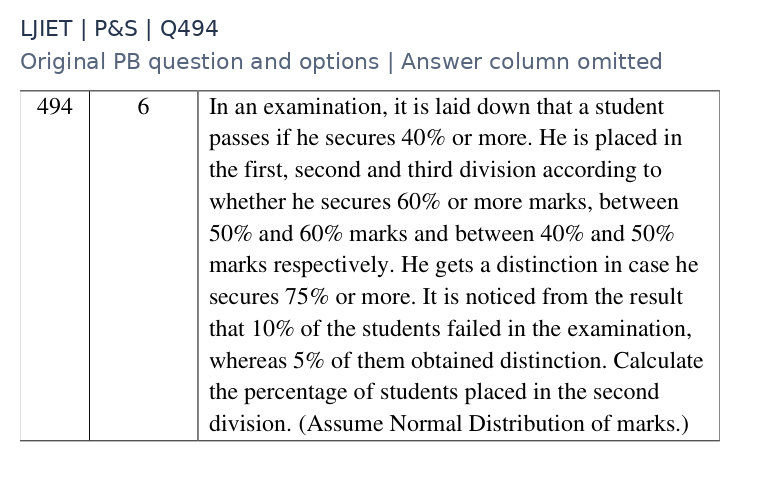 LJIET | P&S | Q494
Original PB question and options | Answer column omitted
494 6 In an examination, it is laid down that a student
passes if he secures 40% or more. He is placed in
the first, second and third division according to
whether he secures 60% or more marks, between
50% and 60% marks and between 40% and 50%
marks respectively. He gets a distinction in case he
secures 75% or more. It is noticed from the result
that 10% of the students failed in the examination,
whereas 5% of them obtained distinction. Calculate
the percentage of students placed in the second
division. (Assume Normal Distribution of marks.)